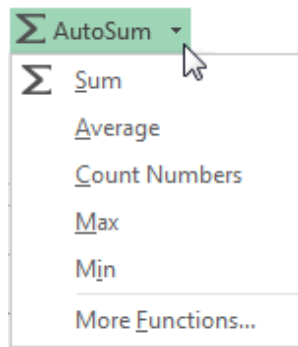 Σ AutoSum
Σ Sum
Average
Count Numbers
Max
Min
More Functions...